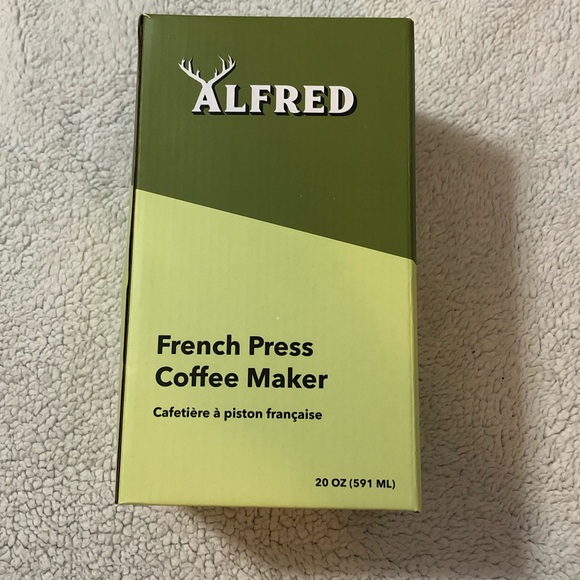 ALFRED
French Press
Coffee Maker
Cafetière à piston française
20 OZ (591 ML)